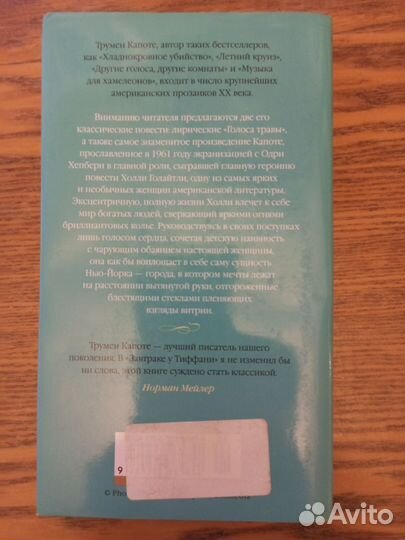 Трумен Капоте, автор таких бестселлеров,
как «Хладнокровное убийство», «Летний круиз»,
«Другие голоса, другие комнаты» и «Музыка
для хамелеонов», входит в число крупнейших
американских прозаиков XX века.
Вниманию читателя предлагаются две его
классические повести: лирические «Голоса травы»,
а также самое знаменитое произведение Капоте,
прославленное в 1961 году экранизацией с Одри
Хепберн в главной роли, сыгравшей главную героиню
повести Холли Голайтли, одну из самых ярких
и необычных женщин американской литературы.
Эксцентричную, полную жизни Холли влечет к себе
мир богатых людей, сверкающий яркими огнями
бриллиантовых колье. Руководствуясь в своих поступках
лишь голосом сердца, сочетая детскую наивность
с чарующим обаянием настоящей женщины,
она как бы воплощает в себе саму сущность
Нью-Йорка — города, в котором мечты лежат
на расстоянии вытянутой руки, отгороженные
блестящими стеклами пленяющих
взгляды витрин.
Трумен Капоте — лучший писатель нашего
поколения. В «Завтраке у Тиффани» я не изменил бы
ни слова, этой книге суждено стать классикой.
Норман Мейлер
9
© Pho
Avito